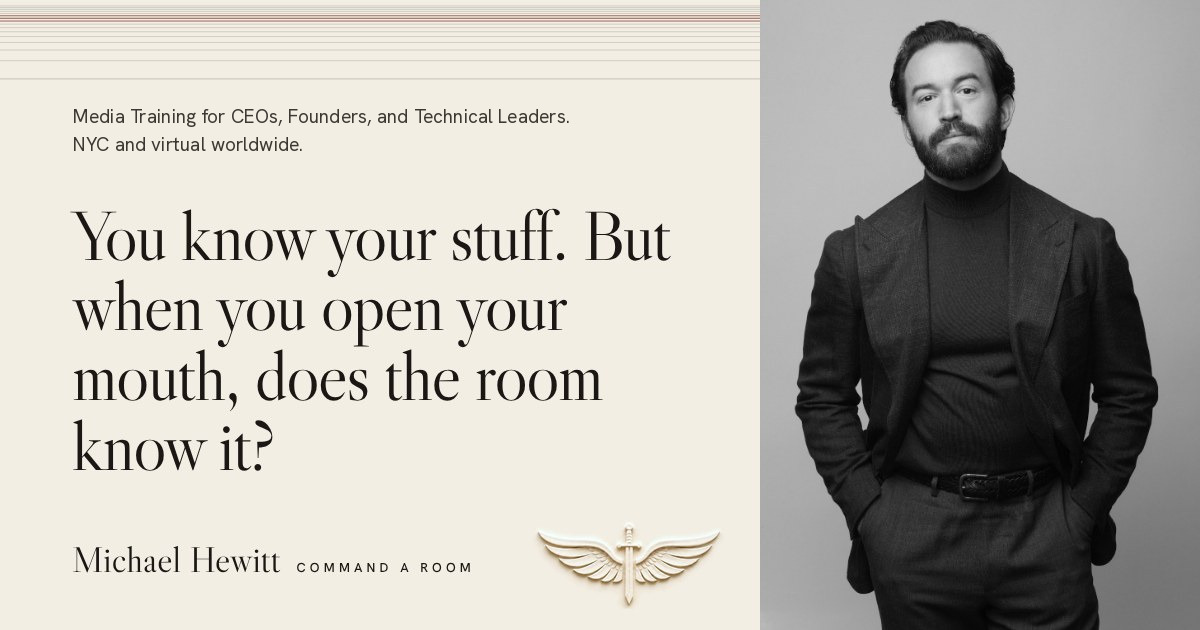 Media Training for CEOs, Founders, and Technical Leaders.
NYC and virtual worldwide.
You know your stuff. But
when you open your
mouth, does the room
know it?
Michael Hewitt COMMAND A ROOM